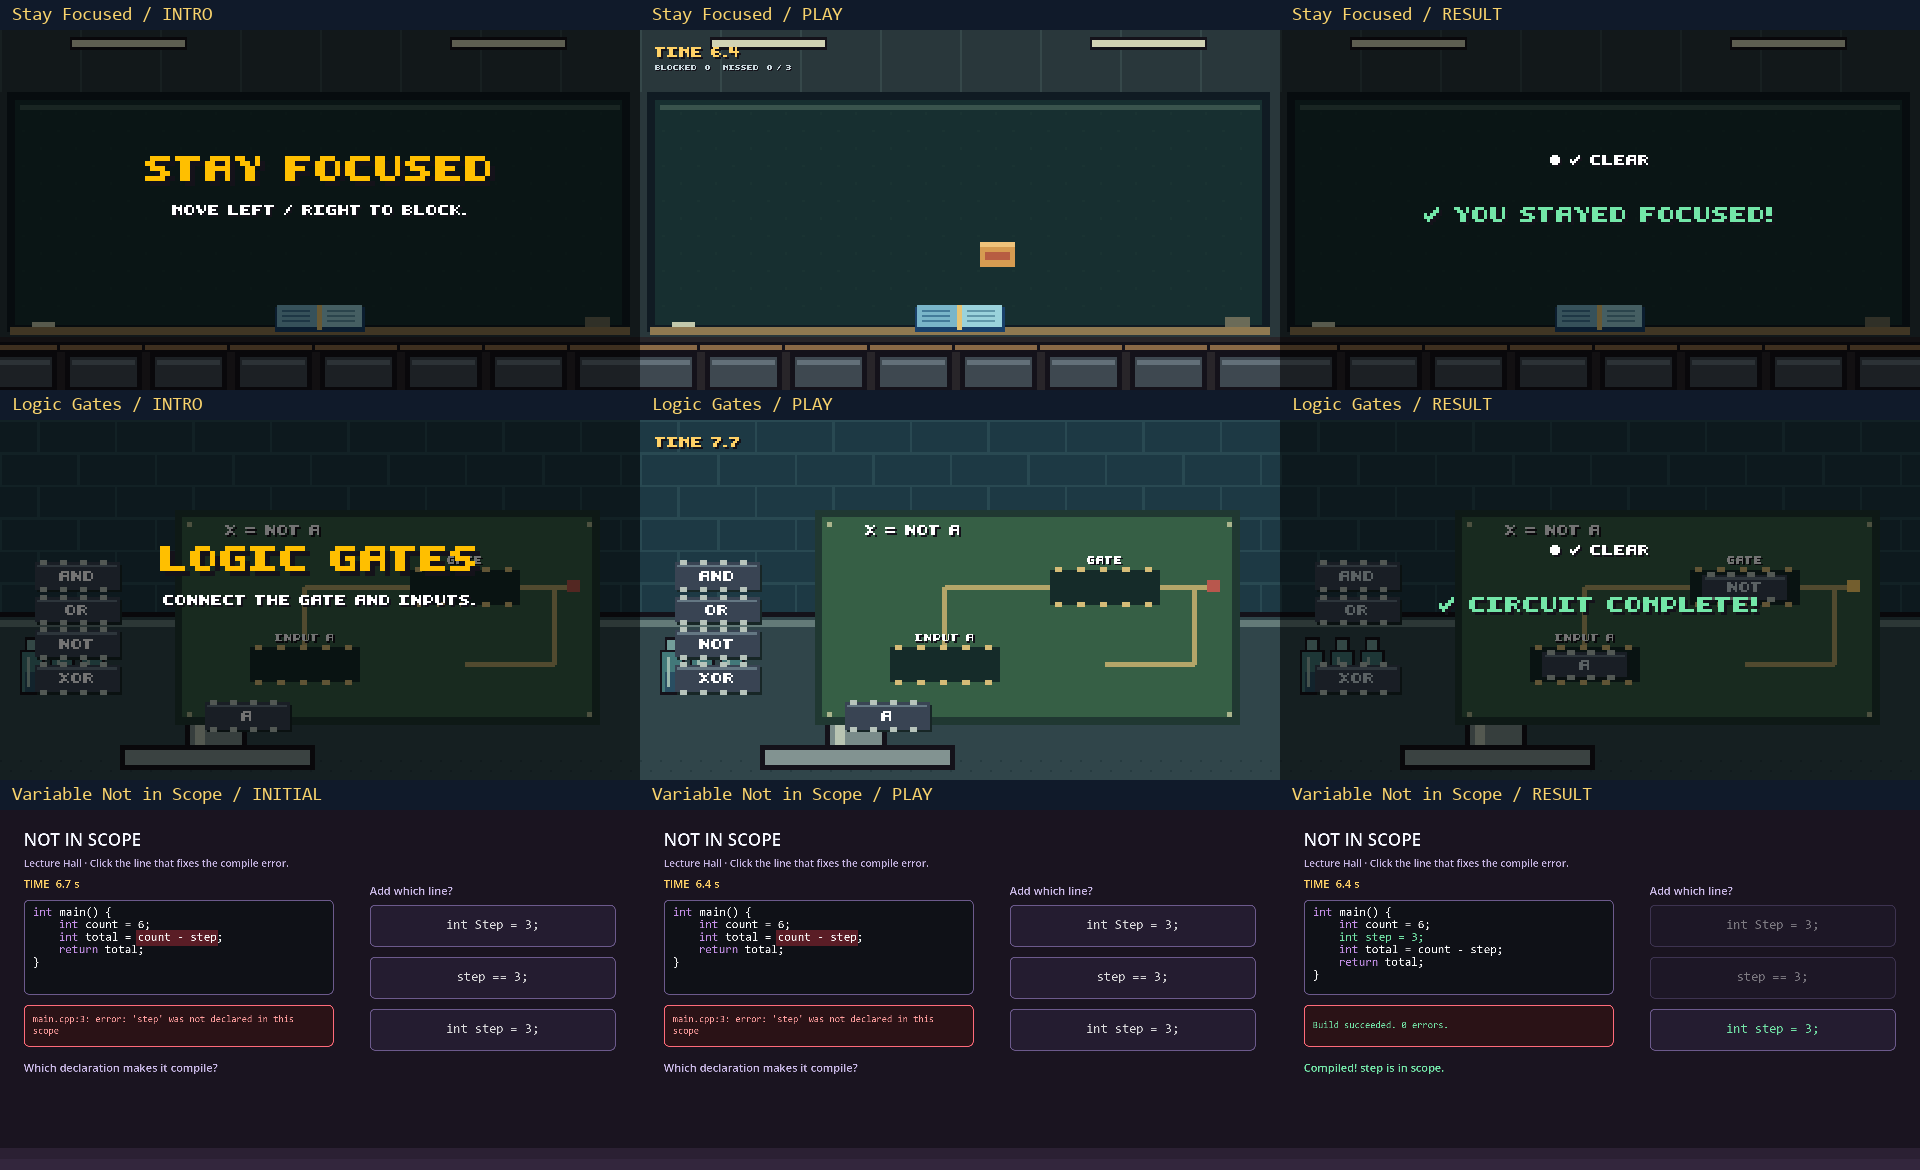 Stay Focused / INTRO
STAY FOCUSED
MOVE LEFT / RIGHT TO BLOCK.
Stay Focused / PLAY
TIME 6.4
BLOCKED 0 MISSED 0 / 3
Stay Focused / RESULT
✓ CLEAR
✓ YOU STAYED FOCUSED!
Logic Gates / INTRO
X = NOT A
LOGIC GATES
GATE
CONNECT THE GATE AND INPUTS.
AND
OR
NOT
XOR
INPUT A
A
Logic Gates / PLAY
TIME 7.7
X = NOT A
GATE
AND
OR
NOT
XOR
INPUT A
A
Logic Gates / RESULT
X = NOT A
✓ CLEAR
GATE
NOT
✓ CIRCUIT COMPLETE!
AND
OR
XOR
INPUT A
A
Variable Not in Scope / INITIAL
NOT IN SCOPE
Lecture Hall · Click the line that fixes the compile error.
TIME 6.7 s
int main() {
int count = 6;
int total = count - step;
return total;
}
main.cpp:3: error: 'step' was not declared in this
scope
Which declaration makes it compile?
Add which line?
int Step = 3;
step == 3;
int step = 3;
Variable Not in Scope / PLAY
NOT IN SCOPE
Lecture Hall · Click the line that fixes the compile error.
TIME 6.4 s
int main() {
int count = 6;
int total = count - step;
return total;
}
main.cpp:3: error: 'step' was not declared in this
scope
Which declaration makes it compile?
Add which line?
int Step = 3;
step == 3;
int step = 3;
Variable Not in Scope / RESULT
NOT IN SCOPE
Lecture Hall · Click the line that fixes the compile error.
TIME 6.4 s
int main() {
int count = 6;
int step = 3;
int total = count - step;
return total;
}
Build succeeded. 0 errors.
Compiled! step is in scope.
Add which line?
int Step = 3;
step == 3;
int step = 3;